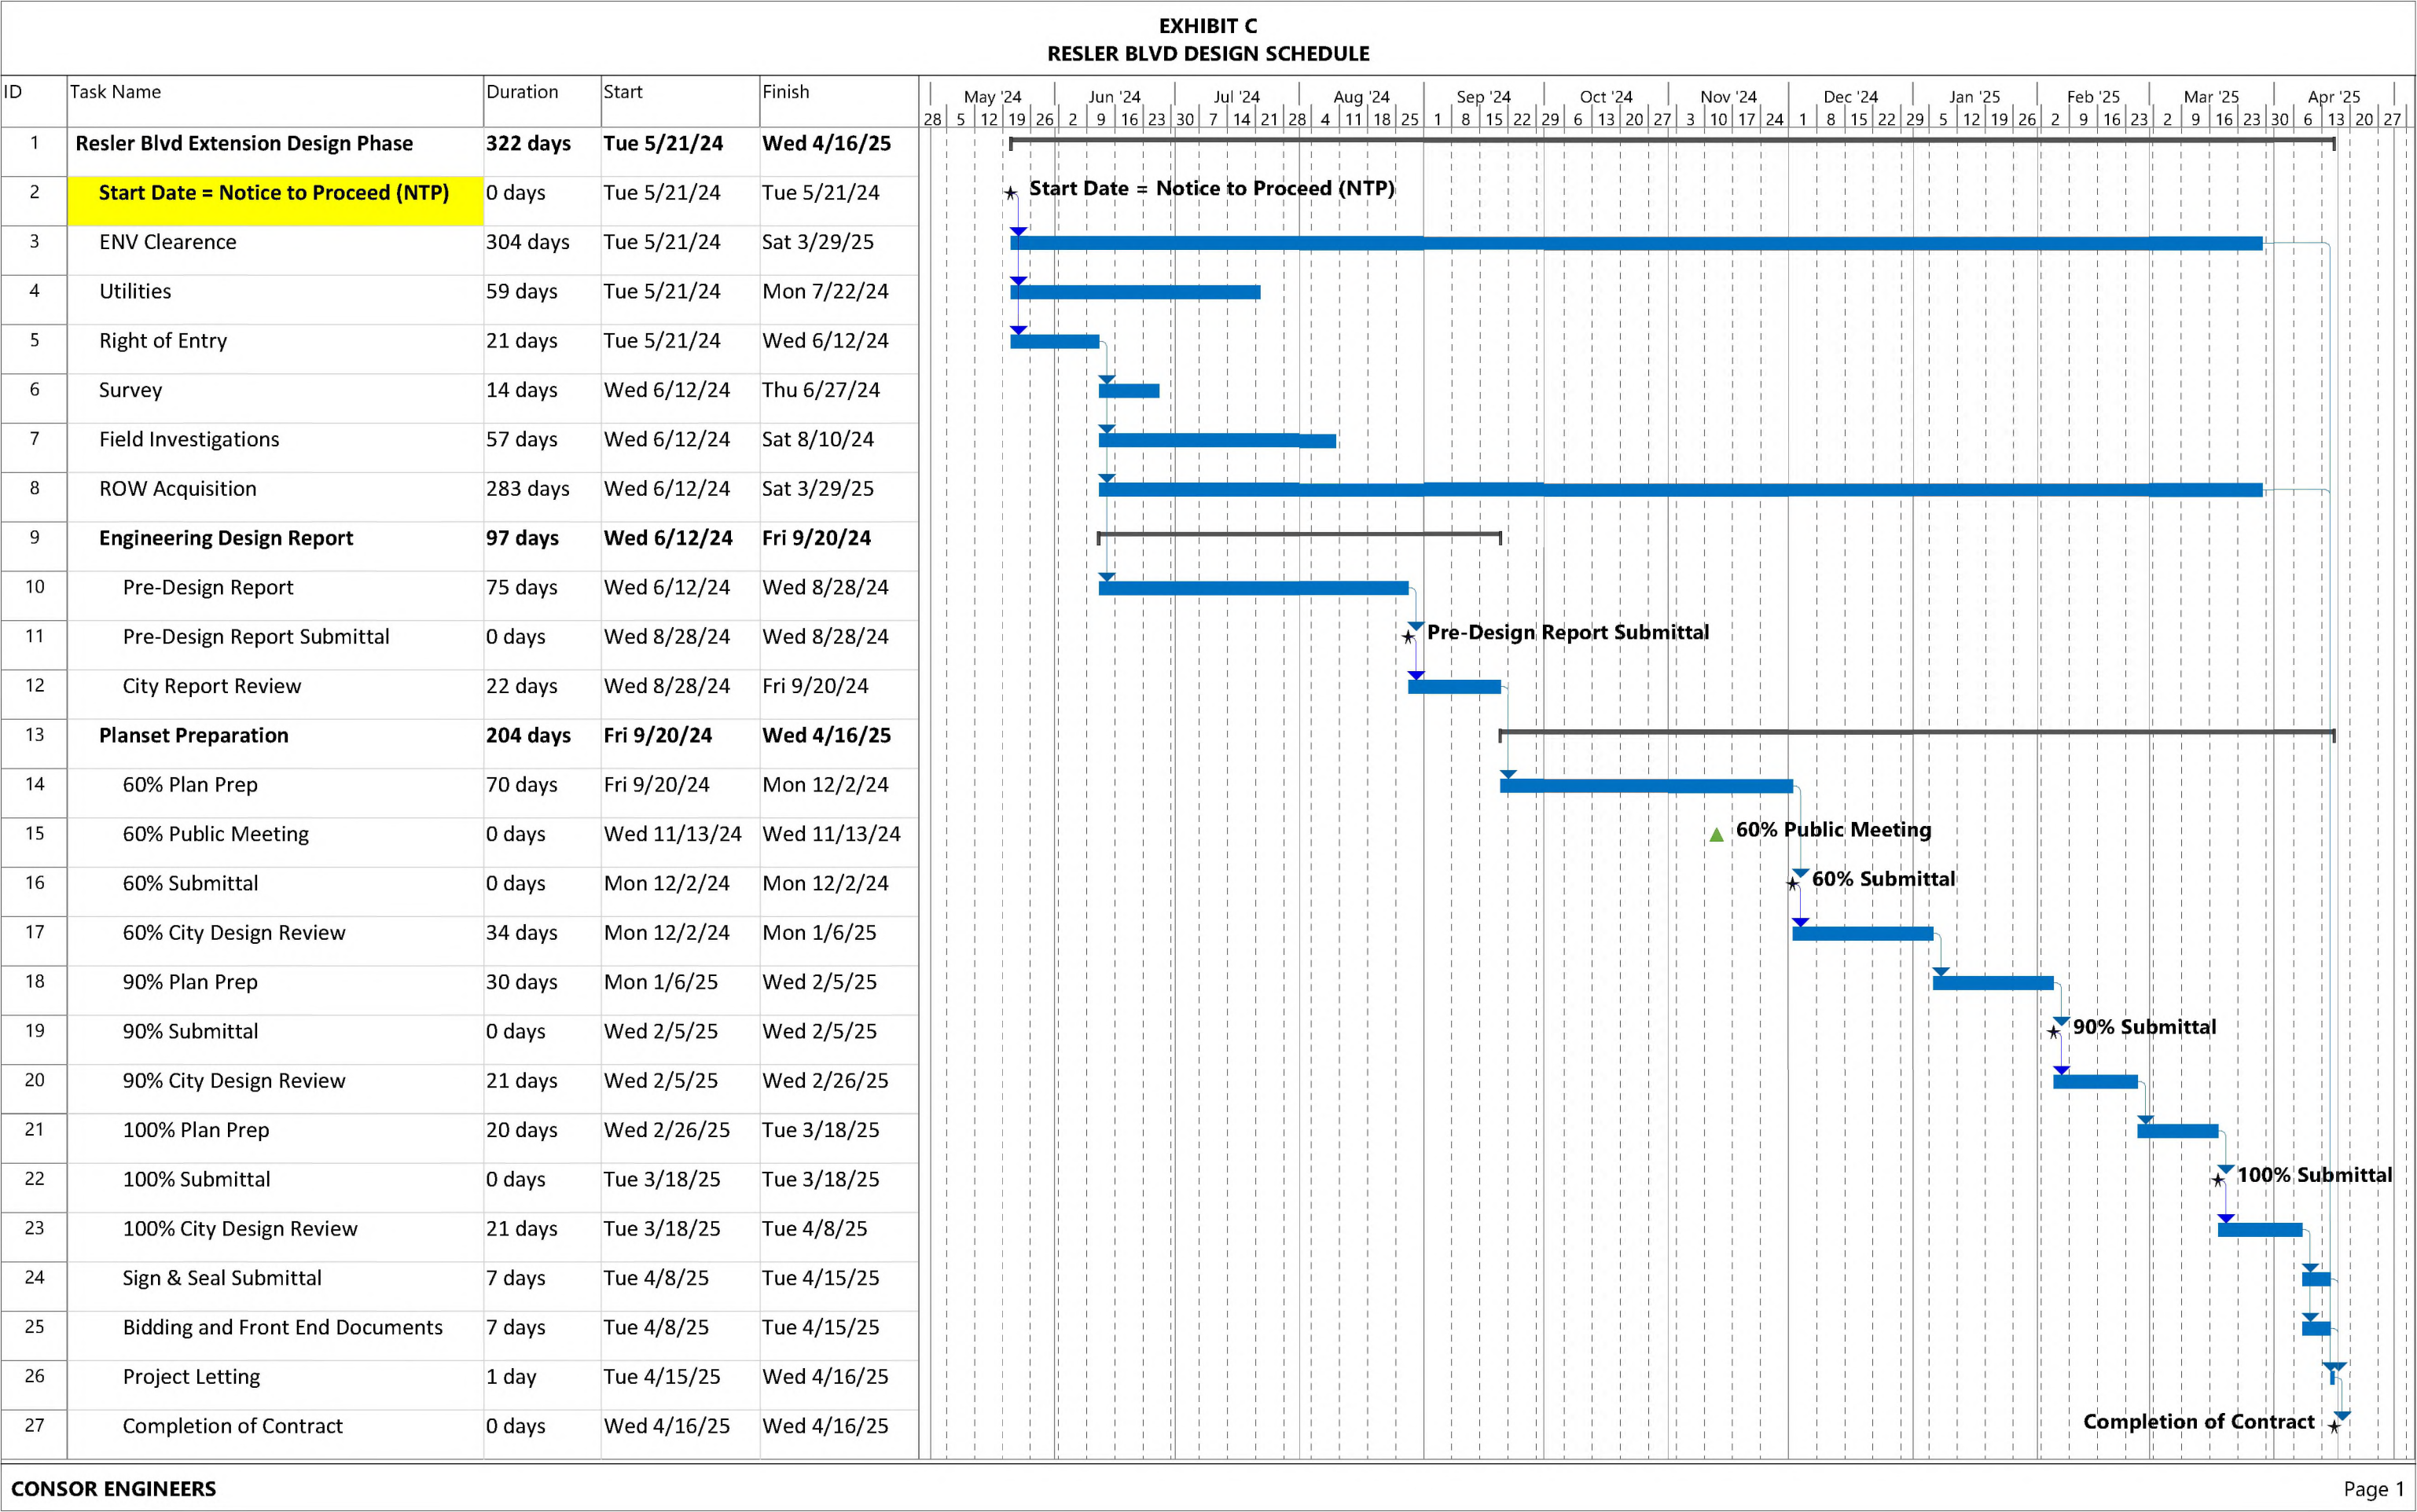 EXHIBIT C
RESLER BLVD DESIGN SCHEDULE
ID Task Name Duration Start Finish
May '24 Jun '24 Jul '24 Aug '24 Sep '24 Oct '24 Nov '24 Dec '24 Jan '25 Feb '25 Mar '25 Apr '25
28 5 12 19 26 2 9 16 23 30 7 14 21 28 4 11 18 25 1 8 15 22 29 6 13 20 27 3 10 17 24 1 8 15 22 29 5 12 19 26 2 9 16 23 2 9 16 23 30 6 13 20 27
1 Resler Blvd Extension Design Phase 322 days Tue 5/21/24 Wed 4/16/25
2 Start Date = Notice to Proceed (NTP) 0 days Tue 5/21/24 Tue 5/21/24 Start Date = Notice to Proceed (NTP)
3 ENV Clearence 304 days Tue 5/21/24 Sat 3/29/25
4 Utilities 59 days Tue 5/21/24 Mon 7/22/24
5 Right of Entry 21 days Tue 5/21/24 Wed 6/12/24
6 Survey 14 days Wed 6/12/24 Thu 6/27/24
7 Field Investigations 57 days Wed 6/12/24 Sat 8/10/24
8 ROW Acquisition 283 days Wed 6/12/24 Sat 3/29/25
9 Engineering Design Report 97 days Wed 6/12/24 Fri 9/20/24
10 Pre-Design Report 75 days Wed 6/12/24 Wed 8/28/24
11 Pre-Design Report Submittal 0 days Wed 8/28/24 Wed 8/28/24 Pre-Design Report Submittal
12 City Report Review 22 days Wed 8/28/24 Fri 9/20/24
13 Planset Preparation 204 days Fri 9/20/24 Wed 4/16/25
14 60% Plan Prep 70 days Fri 9/20/24 Mon 12/2/24
15 60% Public Meeting 0 days Wed 11/13/24 Wed 11/13/24 60% Public Meeting
16 60% Submittal 0 days Mon 12/2/24 Mon 12/2/24 60% Submittal
17 60% City Design Review 34 days Mon 12/2/24 Mon 1/6/25
18 90% Plan Prep 30 days Mon 1/6/25 Wed 2/5/25
19 90% Submittal 0 days Wed 2/5/25 Wed 2/5/25 90% Submittal
20 90% City Design Review 21 days Wed 2/5/25 Wed 2/26/25
21 100% Plan Prep 20 days Wed 2/26/25 Tue 3/18/25
22 100% Submittal 0 days Tue 3/18/25 Tue 3/18/25 100% Submittal
23 100% City Design Review 21 days Tue 3/18/25 Tue 4/8/25
24 Sign & Seal Submittal 7 days Tue 4/8/25 Tue 4/15/25
25 Bidding and Front End Documents 7 days Tue 4/8/25 Tue 4/15/25
26 Project Letting 1 day Tue 4/15/25 Wed 4/16/25
27 Completion of Contract 0 days Wed 4/16/25 Wed 4/16/25 Completion of Contract
CONSOR ENGINEERS Page 1